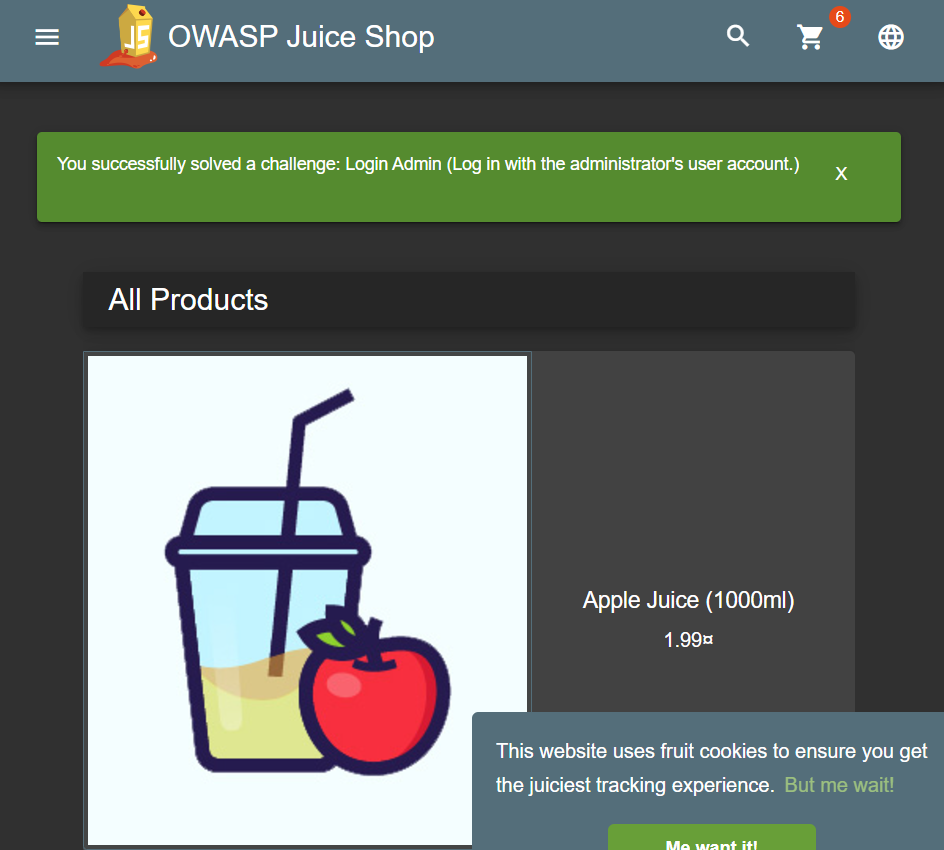 JS
OWASP Juice Shop
6
You successfully solved a challenge: Login Admin (Log in with the administrator's user account.)
X
All Products
Apple Juice (1000ml)
1.99¤
This website uses fruit cookies to ensure you get
the juiciest tracking experience. But me wait!
Me want it!